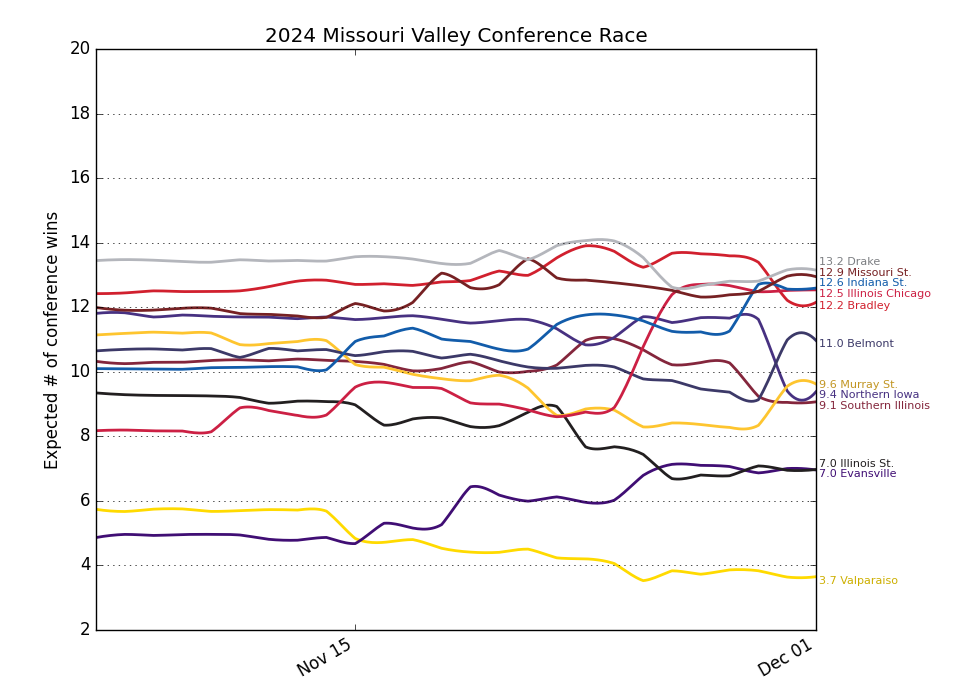 2024 Missouri Valley Conference Race
Expected # of conference wins
20
18
16
14
12
10
8
6
4
2
Nov 15
Dec 01
13.2 Drake
12.9 Missouri St.
12.6 Indiana St.
12.5 Illinois Chicago
12.2 Bradley
11.0 Belmont
9.6 Murray St.
9.4 Northern Iowa
9.1 Southern Illinois
7.0 Illinois St.
7.0 Evansville
3.7 Valparaiso